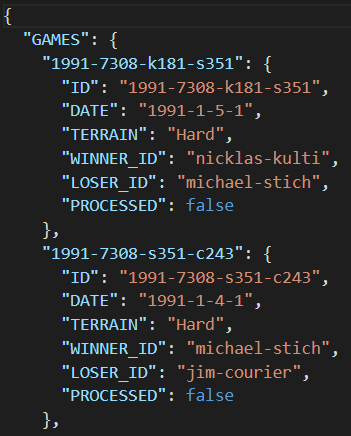 {
"GAMES": {
"1991-7308-k181-s351": {
"ID": "1991-7308-k181-s351",
"DATE": "1991-1-5-1",
"TERRAIN": "Hard",
"WINNER_ID": "nicklas-kulti",
"LOSER_ID": "michael-stich",
"PROCESSED": false
},
"1991-7308-s351-c243": {
"ID": "1991-7308-s351-c243",
"DATE": "1991-1-4-1",
"TERRAIN": "Hard",
"WINNER_ID": "michael-stich",
"LOSER_ID": "jim-courier",
"PROCESSED": false
},